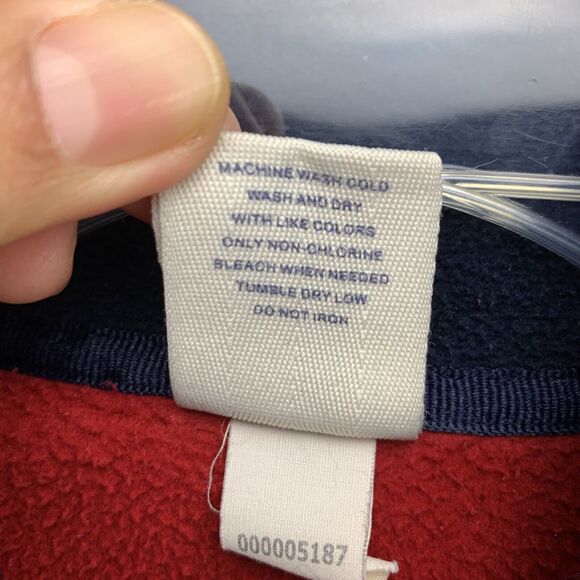 MACHINE WASH COLD
WASH AND DRY
WITH LIKE COLORS
ONLY NON-CHLORINE
BLEACH WHEN NEEDED
TUMBLE DRY LOW
DO NOT IRON
000005187